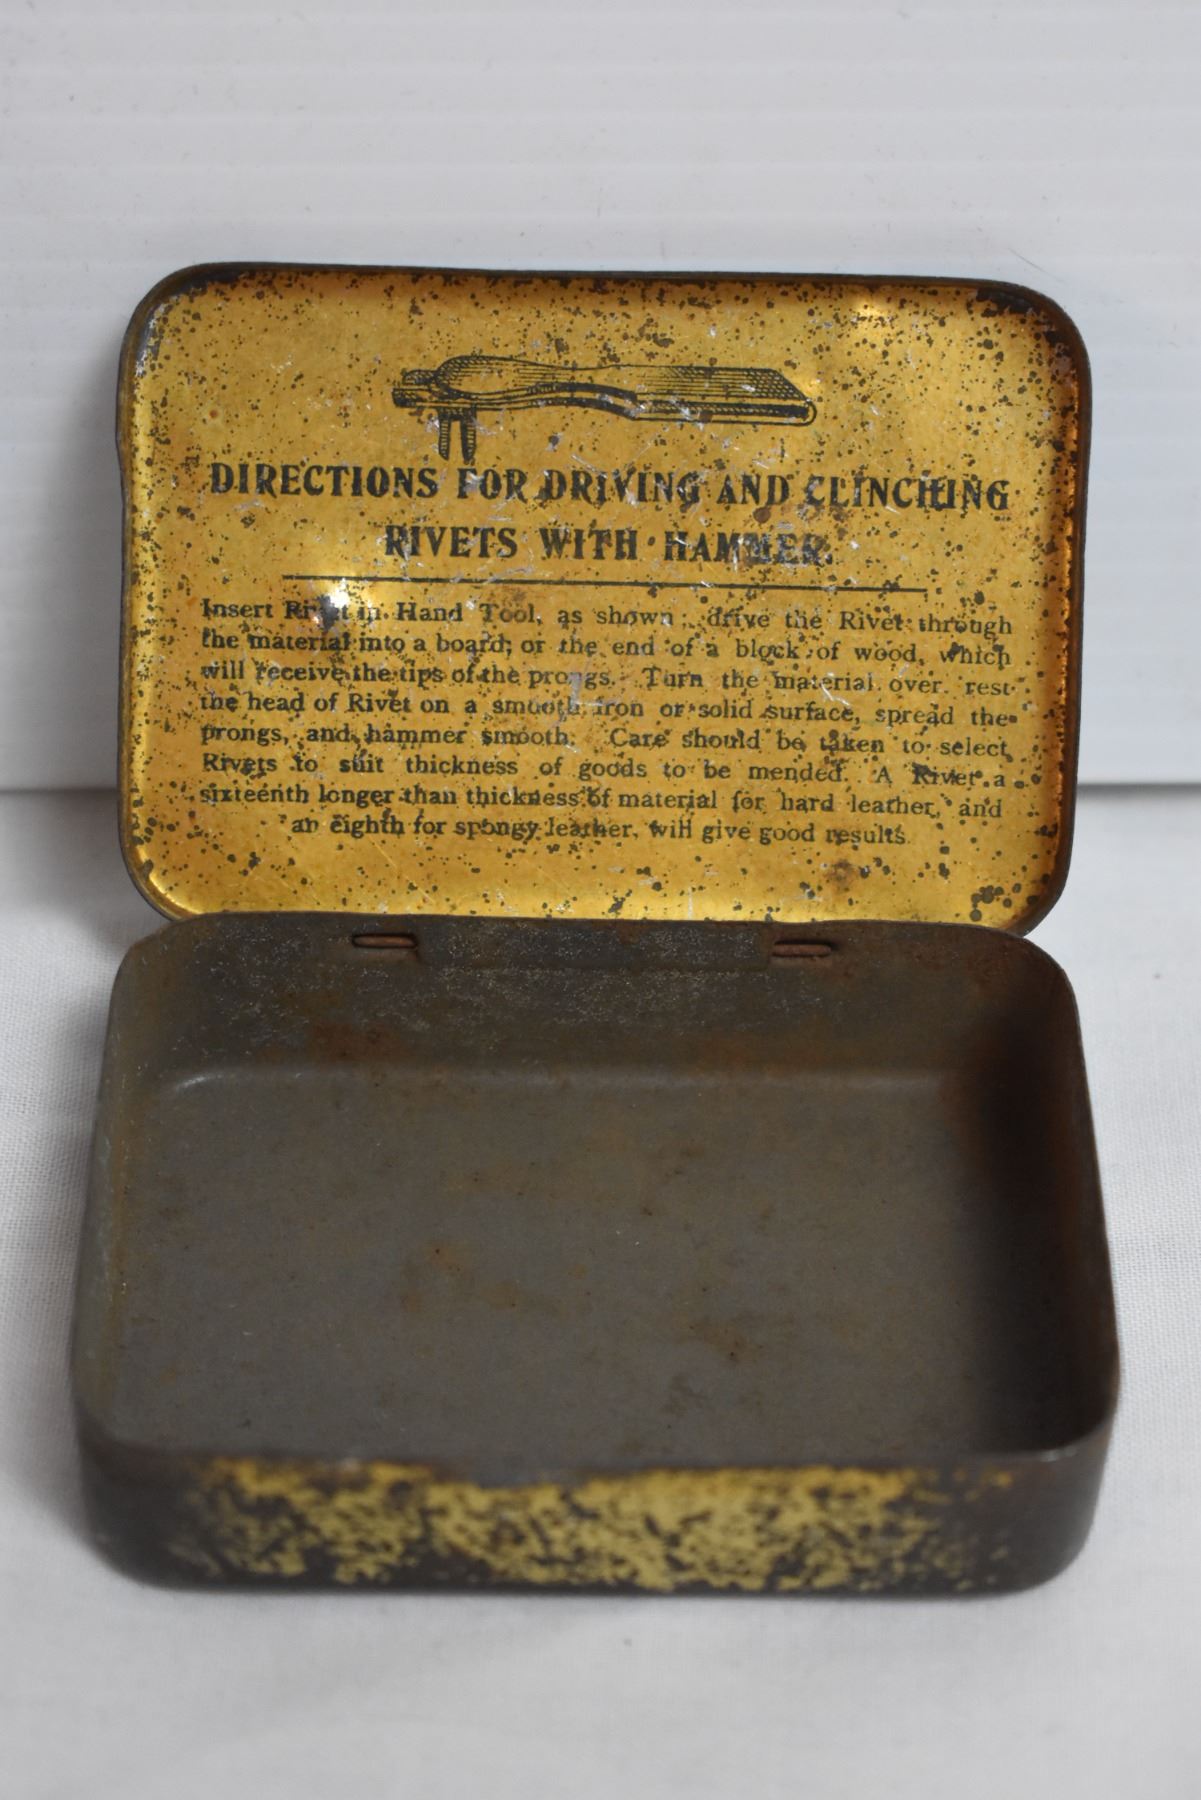 DIRECTIONS FOR DRIVING AND CLINCHING
RIVETS WITH HAMMER.
Insert Rivet in Hand Tool, as shown; drive the Rivet through
the material into a board, or the end of a block of wood, which
will receive the tips of the prongs. Turn the material over, rest
the head of Rivet on a smooth iron or solid surface, spread the
prongs, and hammer smooth. Care should be taken to select
Rivets to suit thickness of goods to be mended. A Rivet a
sixteenth longer than thickness of material for hard leather, and
an eighth for spongy leather, will give good results.